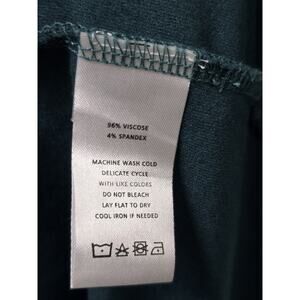 96% VISCOSE
4% SPANDEX
MACHINE WASH COLD
DELICATE CYCLE
WITH LIKE COLORS
DO NOT BLEACH
LAY FLAT TO DRY
COOL IRON IF NEEDED